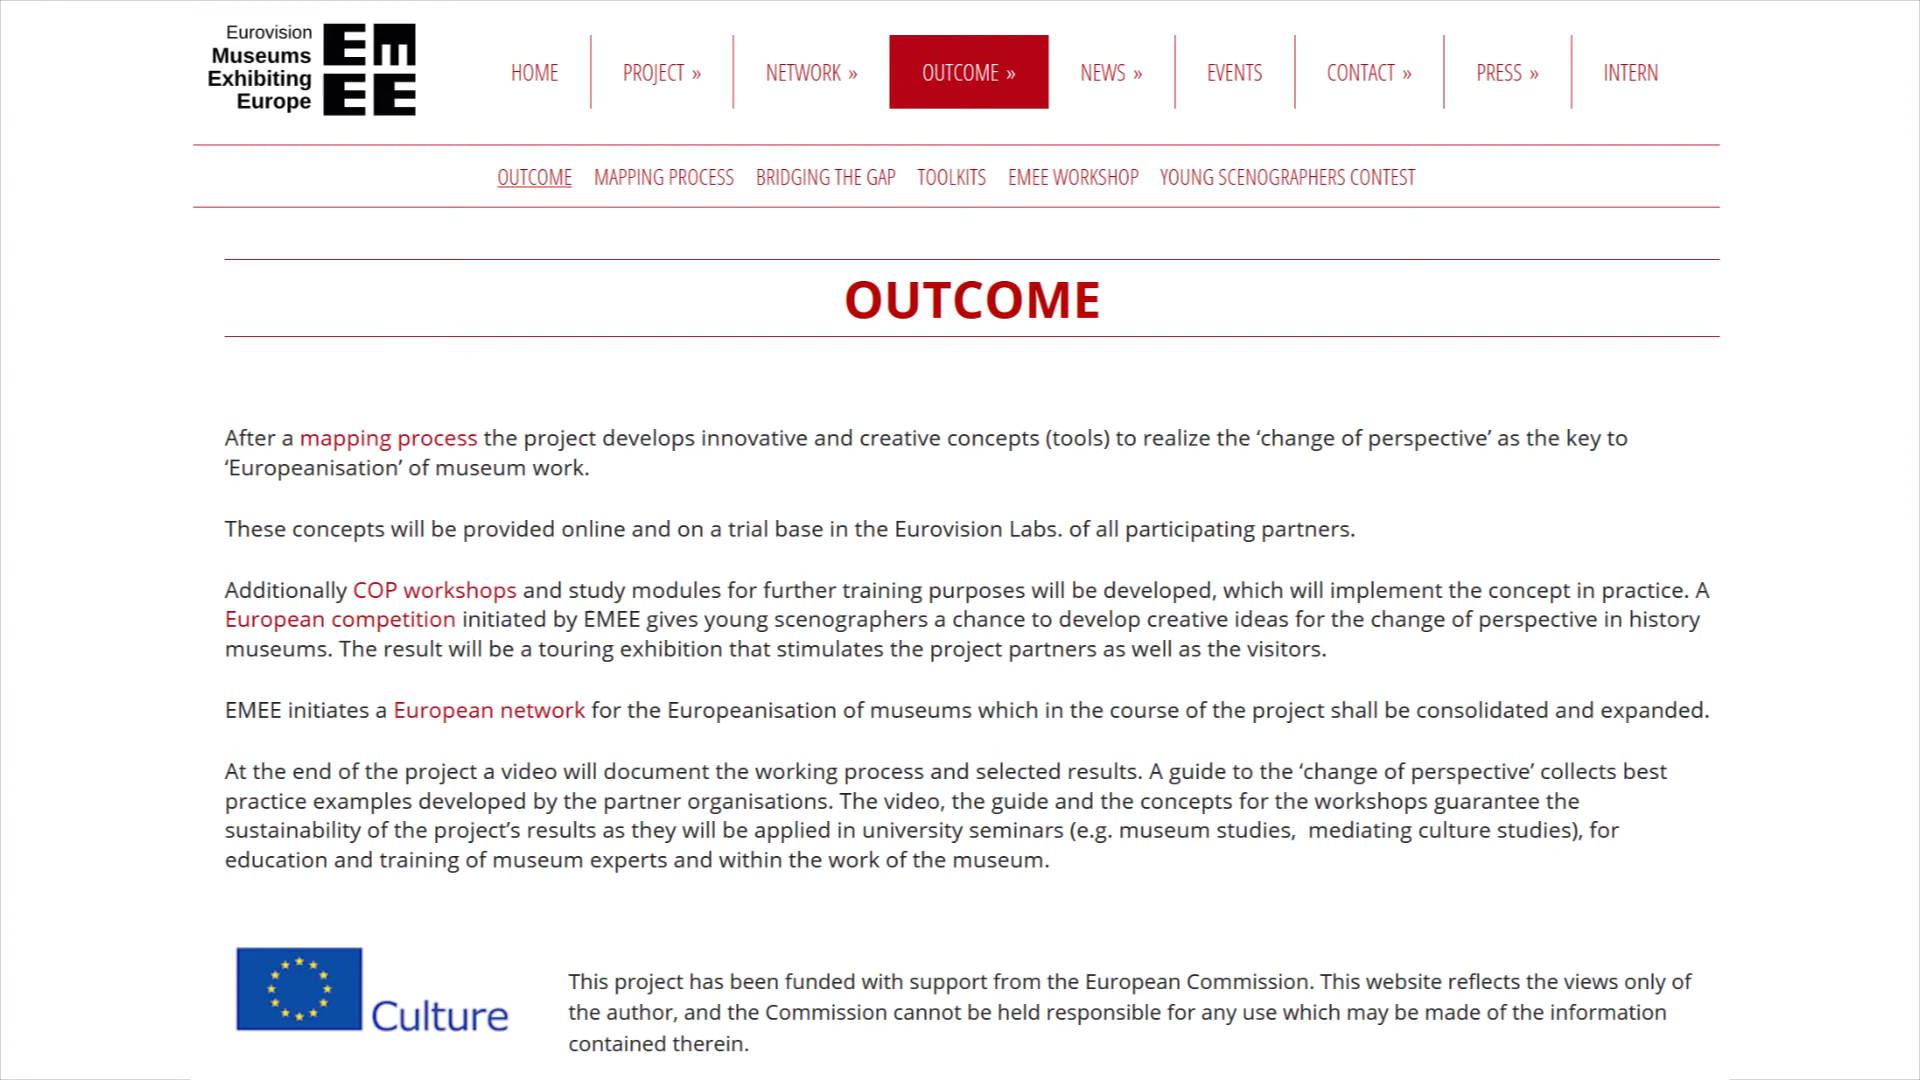 Eurovision
Museums
Exhibiting
Europe
EmEE
HOME
PROJECT »
NETWORK »
OUTCOME »
NEWS »
EVENTS
CONTACT »
PRESS »
INTERN
OUTCOME
MAPPING PROCESS
BRIDGING THE GAP
TOOLKITS
EMEE WORKSHOP
YOUNG SCENOGRAPHERS CONTEST
OUTCOME
After a mapping process the project develops innovative and creative concepts (tools) to realize the ‘change of perspective’ as the key to
‘Europeanisation’ of museum work.
These concepts will be provided online and on a trial base in the Eurovision Labs. of all participating partners.
Additionally COP workshops and study modules for further training purposes will be developed, which will implement the concept in practice. A
European competition initiated by EMEE gives young scenographers a chance to develop creative ideas for the change of perspective in history
museums. The result will be a touring exhibition that stimulates the project partners as well as the visitors.
EMEE initiates a European network for the Europeanisation of museums which in the course of the project shall be consolidated and expanded.
At the end of the project a video will document the working process and selected results. A guide to the ‘change of perspective’ collects best
practice examples developed by the partner organisations. The video, the guide and the concepts for the workshops guarantee the
sustainability of the project’s results as they will be applied in university seminars (e.g. museum studies,  mediating culture studies), for
education and training of museum experts and within the work of the museum.
Culture
This project has been funded with support from the European Commission. This website reflects the views only of
the author, and the Commission cannot be held responsible for any use which may be made of the information
contained therein.